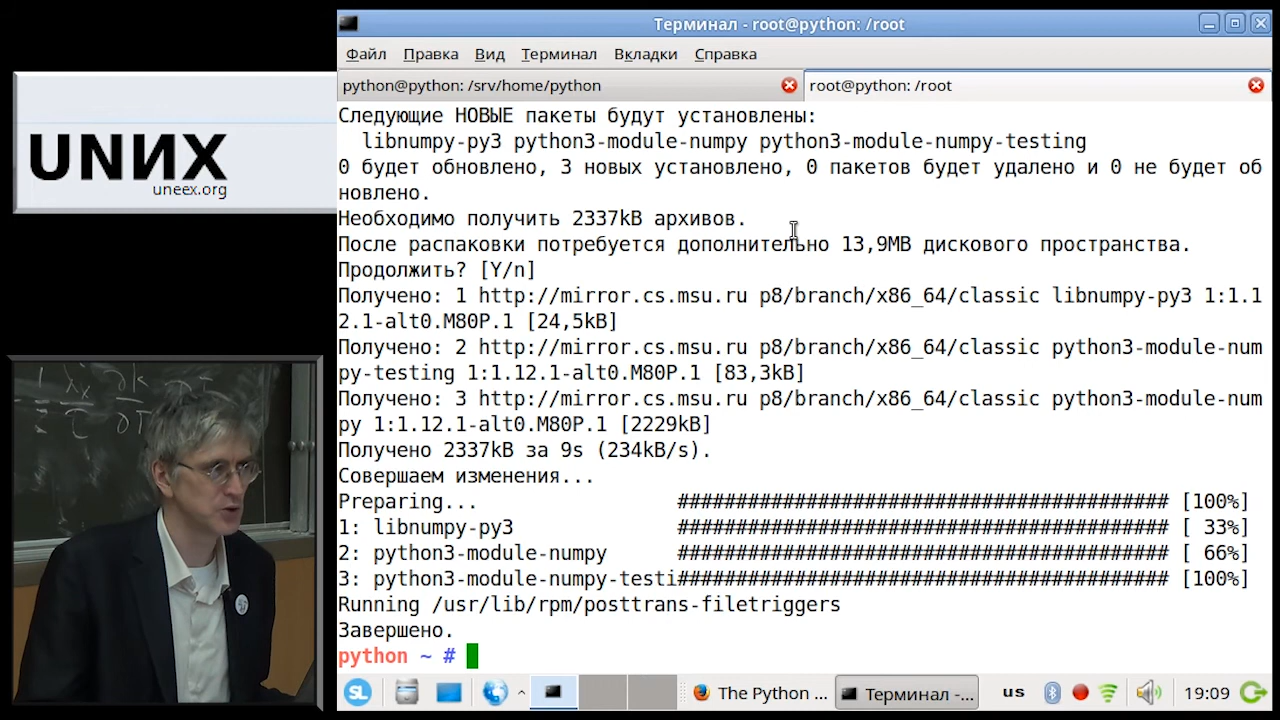 Терминал - root@python: /root
Файл Правка Вид Терминал Вкладки Справка
python@python: /srv/home/python
root@python: /root
Следующие НОВЫЕ пакеты будут установлены:
libnumpy-py3 python3-module-numpy python3-module-numpy-testing
0 будет обновлено, 3 новых установлено, 0 пакетов будет удалено и 0 не будет об
новлено.
Необходимо получить 2337kB архивов.
После распаковки потребуется дополнительно 13,9MB дискового пространства.
Продолжить? [Y/n]
Получено: 1 http://mirror.cs.msu.ru p8/branch/x86_64/classic libnumpy-py3 1:1.1
2.1-alt0.M80P.1 [24,5kB]
Получено: 2 http://mirror.cs.msu.ru p8/branch/x86_64/classic python3-module-num
py-testing 1:1.12.1-alt0.M80P.1 [83,3kB]
Получено: 3 http://mirror.cs.msu.ru p8/branch/x86_64/classic python3-module-num
py 1:1.12.1-alt0.M80P.1 [2229kB]
Получено 2337kB за 9s (234kB/s).
Совершаем изменения...
Preparing... ########################################## [100%]
1: libnumpy-py3 ########################################## [ 33%]
2: python3-module-numpy ########################################## [ 66%]
3: python3-module-numpy-testi########################################## [100%]
Running /usr/lib/rpm/posttrans-filetriggers
Завершено.
python ~ #
SL
The Python ...
Терминал -...
us
19:09
UNИX
uneex.org